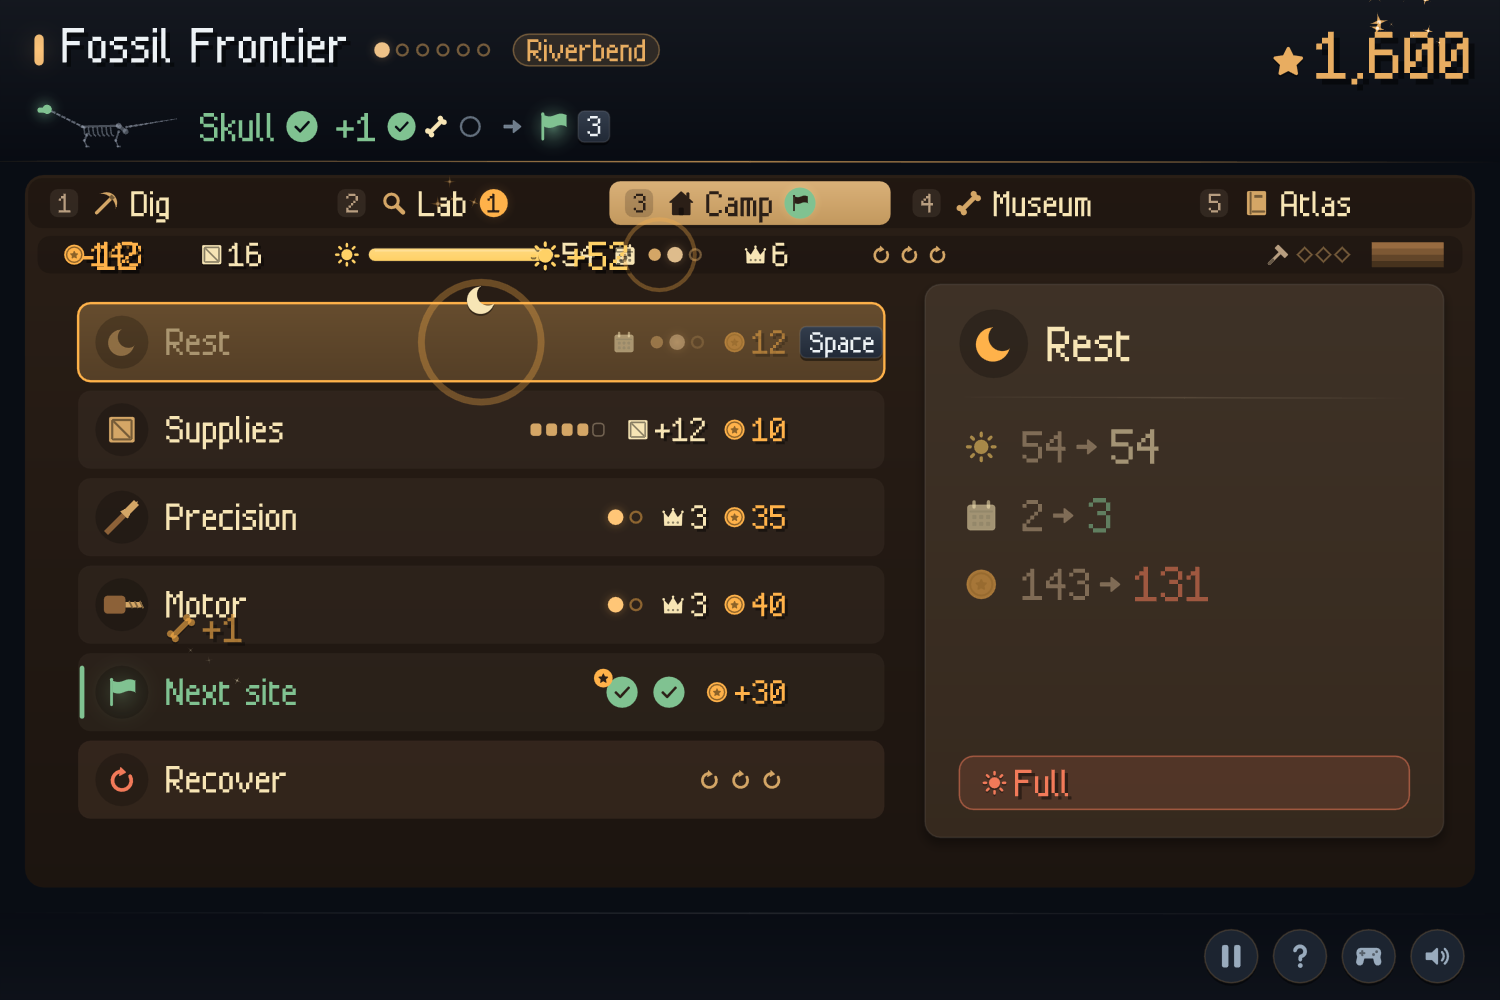 Fossil Frontier Riverbend
1,600
Skull +1 3
1 Dig 2 Lab 1 3 Camp 4 Museum 5 Atlas
16 6
Rest 12 Space
Supplies +12 10
Precision 3 35
Motor 3 40
+1
Next site +30
Recover
Rest
54 → 54
2 → 3
143 → 131
Full
?